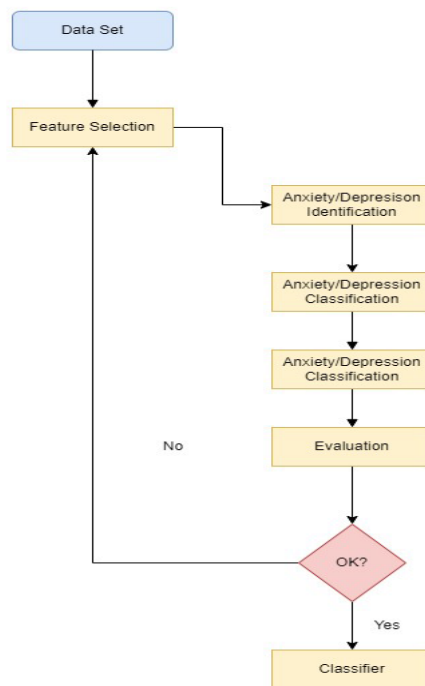 Data Set
Feature Selection
Anxiety/Depresison
Identification
Anxiety/Depression
Classification
Anxiety/Depression
Classification
Evaluation
No
OK?
Yes
Classifier